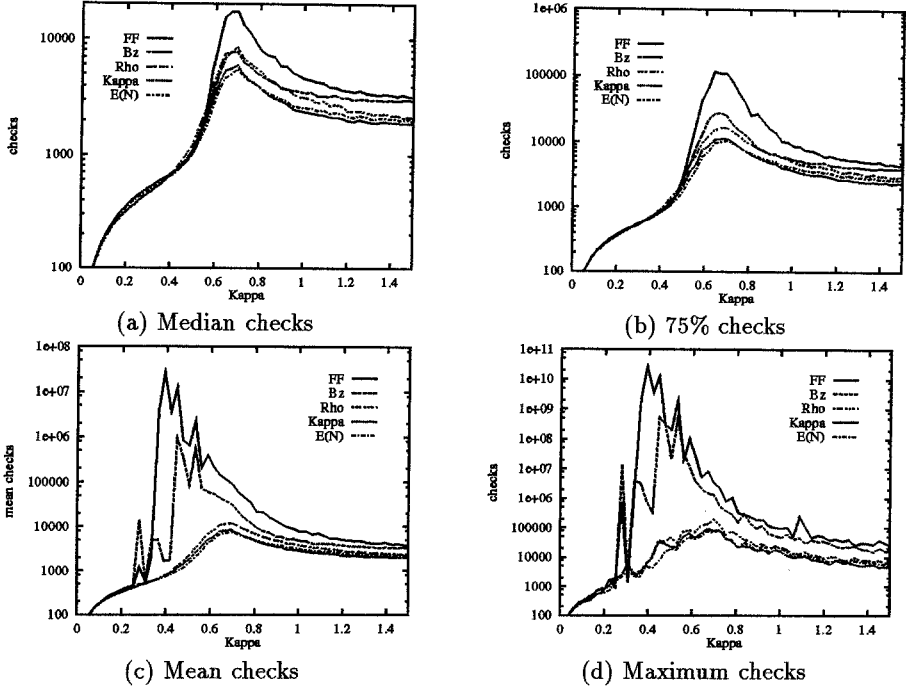 10000
1000
100
checks
FF
Bz
Rho
Kappa
E(N)
0 0.2 0.4 0.6 0.8 1 1.2 1.4
Kappa
(a) Median checks
1e+06
100000
10000
1000
100
checks
FF
Bz
Rho
Kappa
E(N)
0 0.2 0.4 0.6 0.8 1 1.2 1.4
Kappa
(b) 75% checks
1e+08
1e+07
1e+06
100000
10000
1000
100
mean checks
FF
Bz
Rho
Kappa
E(N)
0 0.2 0.4 0.6 0.8 1 1.2 1.4
Kappa
(c) Mean checks
1e+11
1e+10
1e+09
1e+08
1e+07
1e+06
100000
10000
1000
100
checks
FF
Bz
Rho
Kappa
E(N)
0 0.2 0.4 0.6 0.8 1 1.2 1.4
Kappa
(d) Maximum checks